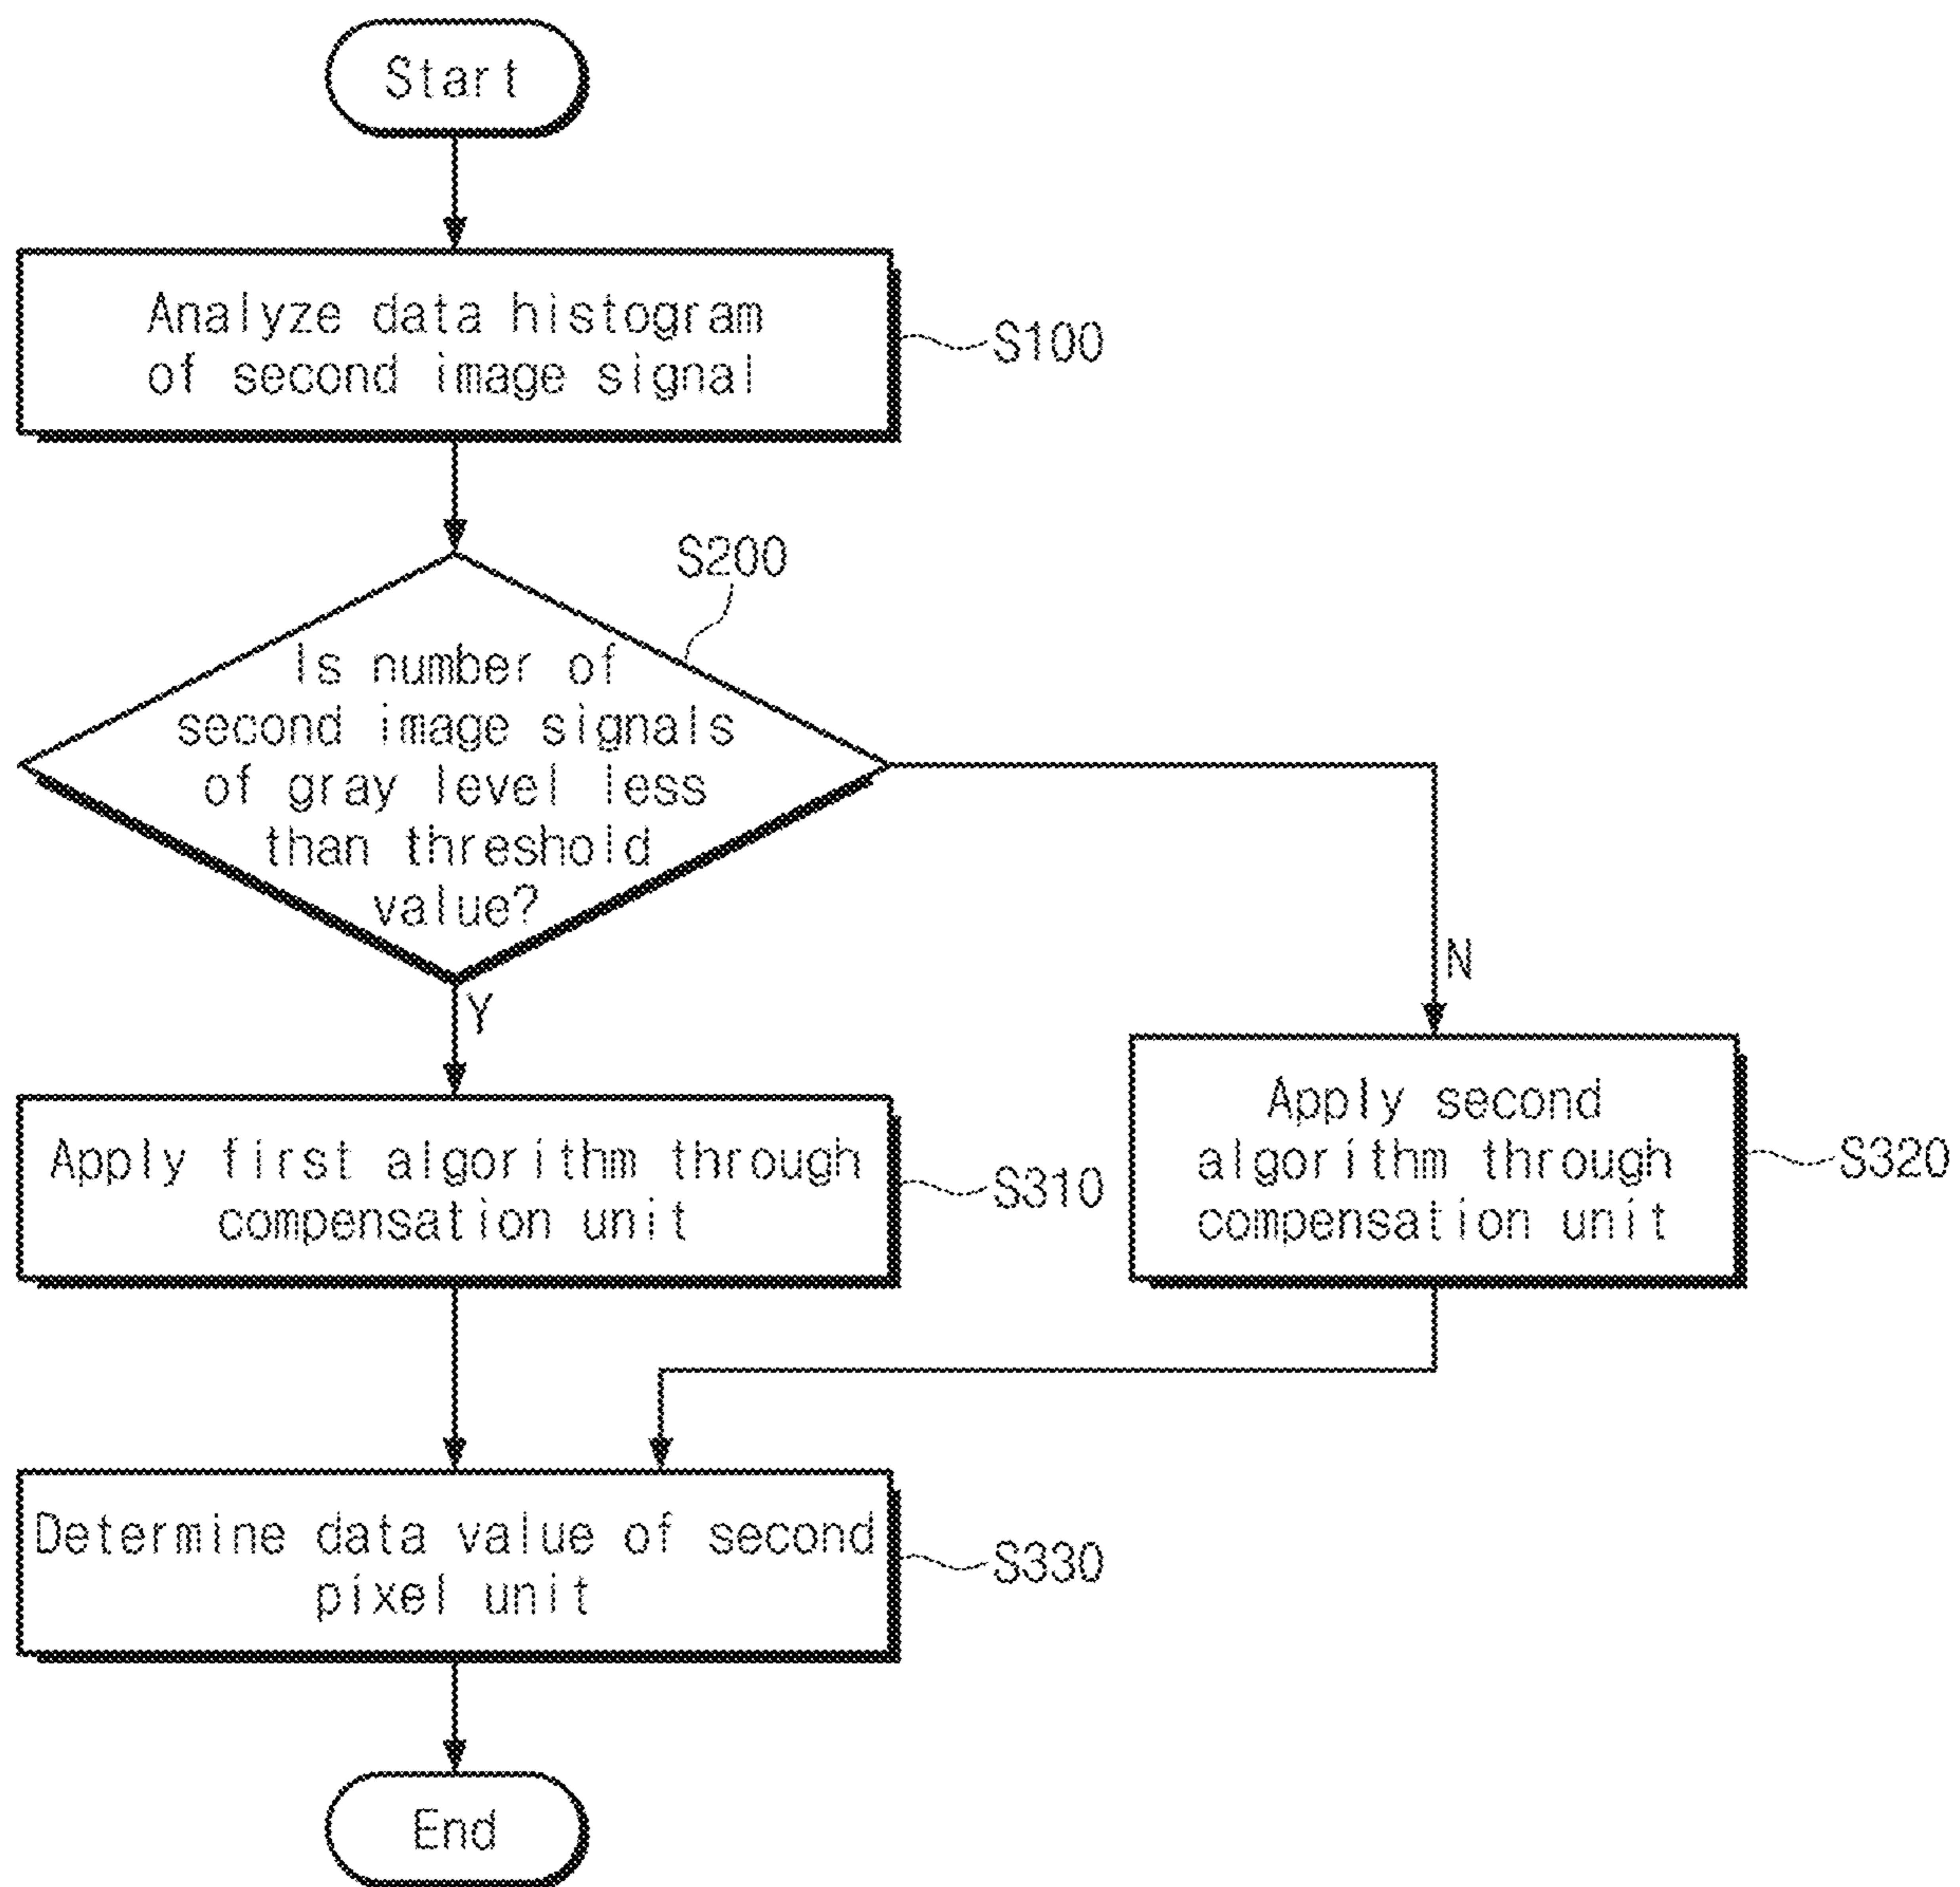 Start
Analyze data histogram
of second image signal
S100
S200
Is number of
second image signals
of gray level less
than threshold
value?
N
Y
Apply first algorithm through
compensation unit
S310
Apply second
algorithm through
compensation unit
S320
Determine data value of second
pixel unit
S330
End